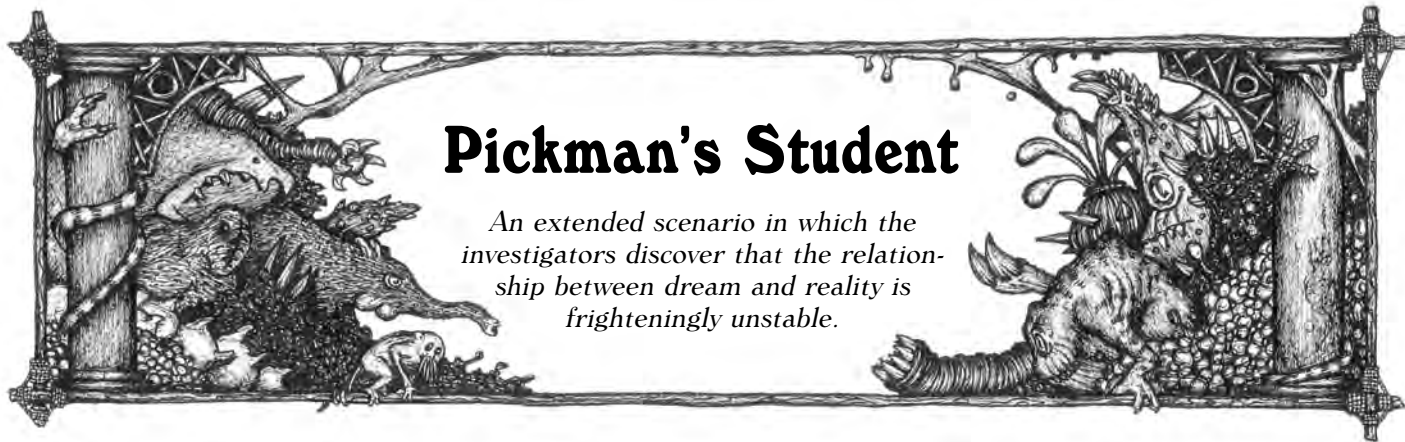 Pickman's Student
An extended scenario in which the
investigators discover that the relation-
ship between dream and reality is
frighteningly unstable.